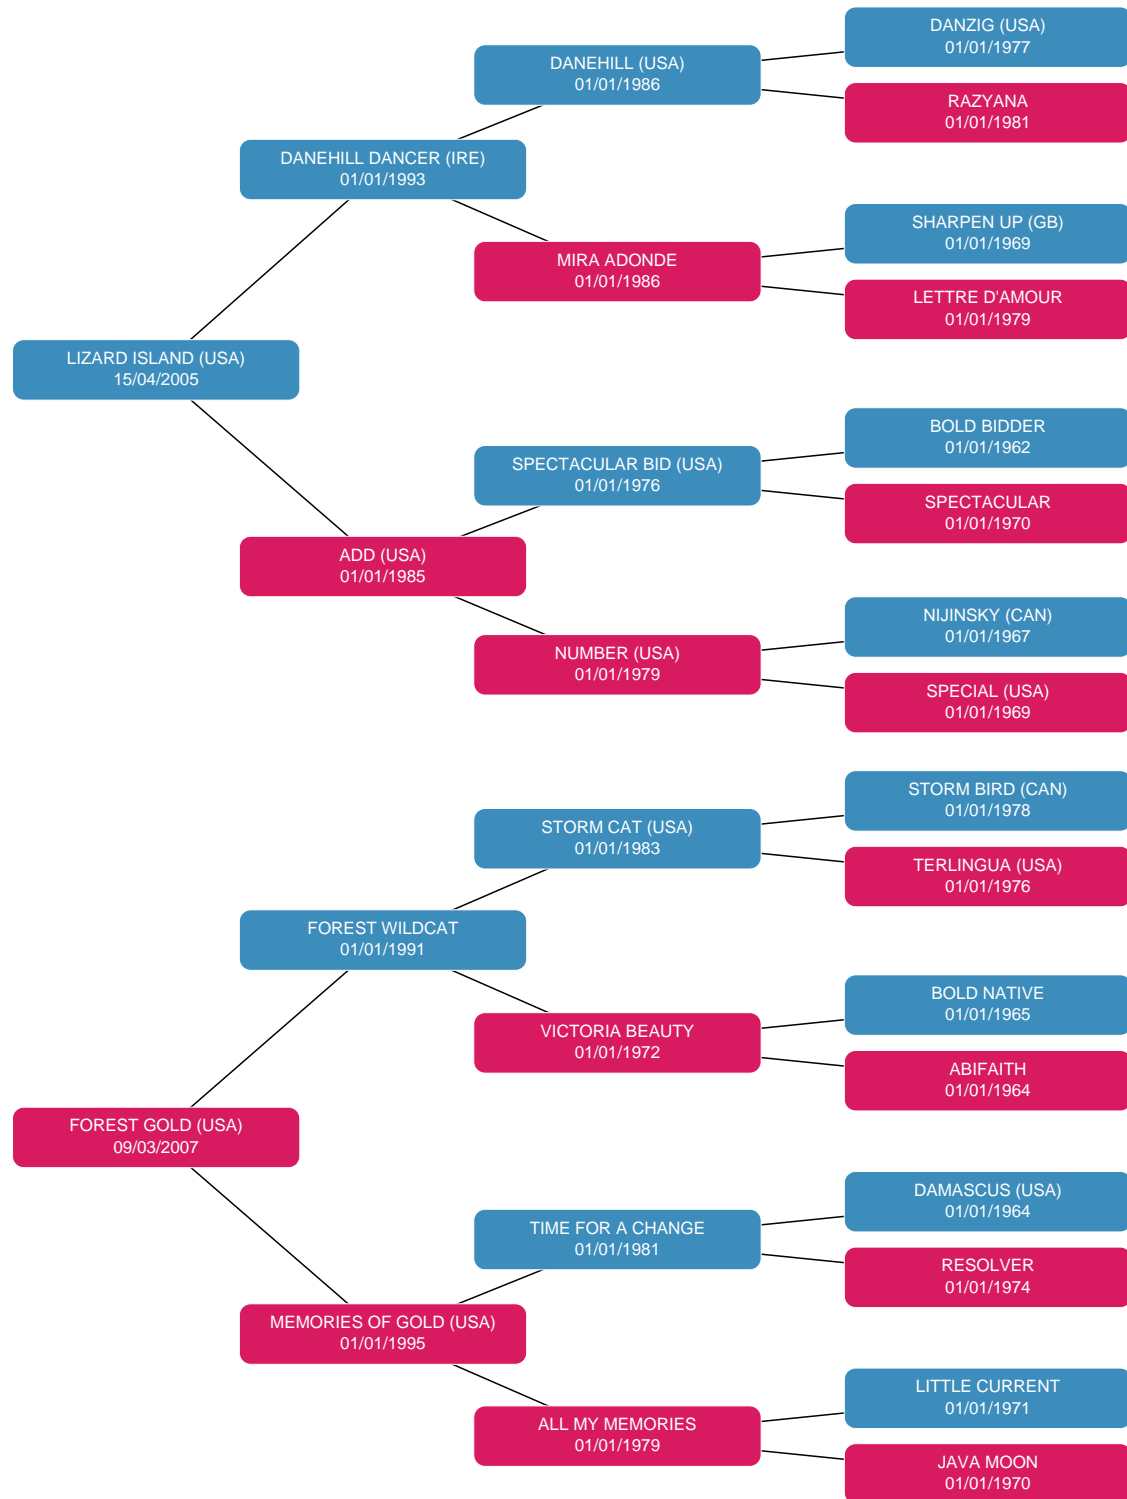 DANZIG (USA)
01/01/1977
DANEHILL (USA)
01/01/1986
RAZYANA
01/01/1981
DANEHILL DANCER (IRE)
01/01/1993
SHARPEN UP (GB)
01/01/1969
MIRA ADONDE
01/01/1986
LETTRE D'AMOUR
01/01/1979
LIZARD ISLAND (USA)
15/04/2005
BOLD BIDDER
01/01/1962
SPECTACULAR BID (USA)
01/01/1976
SPECTACULAR
01/01/1970
ADD (USA)
01/01/1985
NIJINSKY (CAN)
01/01/1967
NUMBER (USA)
01/01/1979
SPECIAL (USA)
01/01/1969
STORM BIRD (CAN)
01/01/1978
STORM CAT (USA)
01/01/1983
TERLINGUA (USA)
01/01/1976
FOREST WILDCAT
01/01/1991
BOLD NATIVE
01/01/1965
VICTORIA BEAUTY
01/01/1972
ABIFAITH
01/01/1964
FOREST GOLD (USA)
09/03/2007
DAMASCUS (USA)
01/01/1964
TIME FOR A CHANGE
01/01/1981
RESOLVER
01/01/1974
MEMORIES OF GOLD (USA)
01/01/1995
LITTLE CURRENT
01/01/1971
ALL MY MEMORIES
01/01/1979
JAVA MOON
01/01/1970